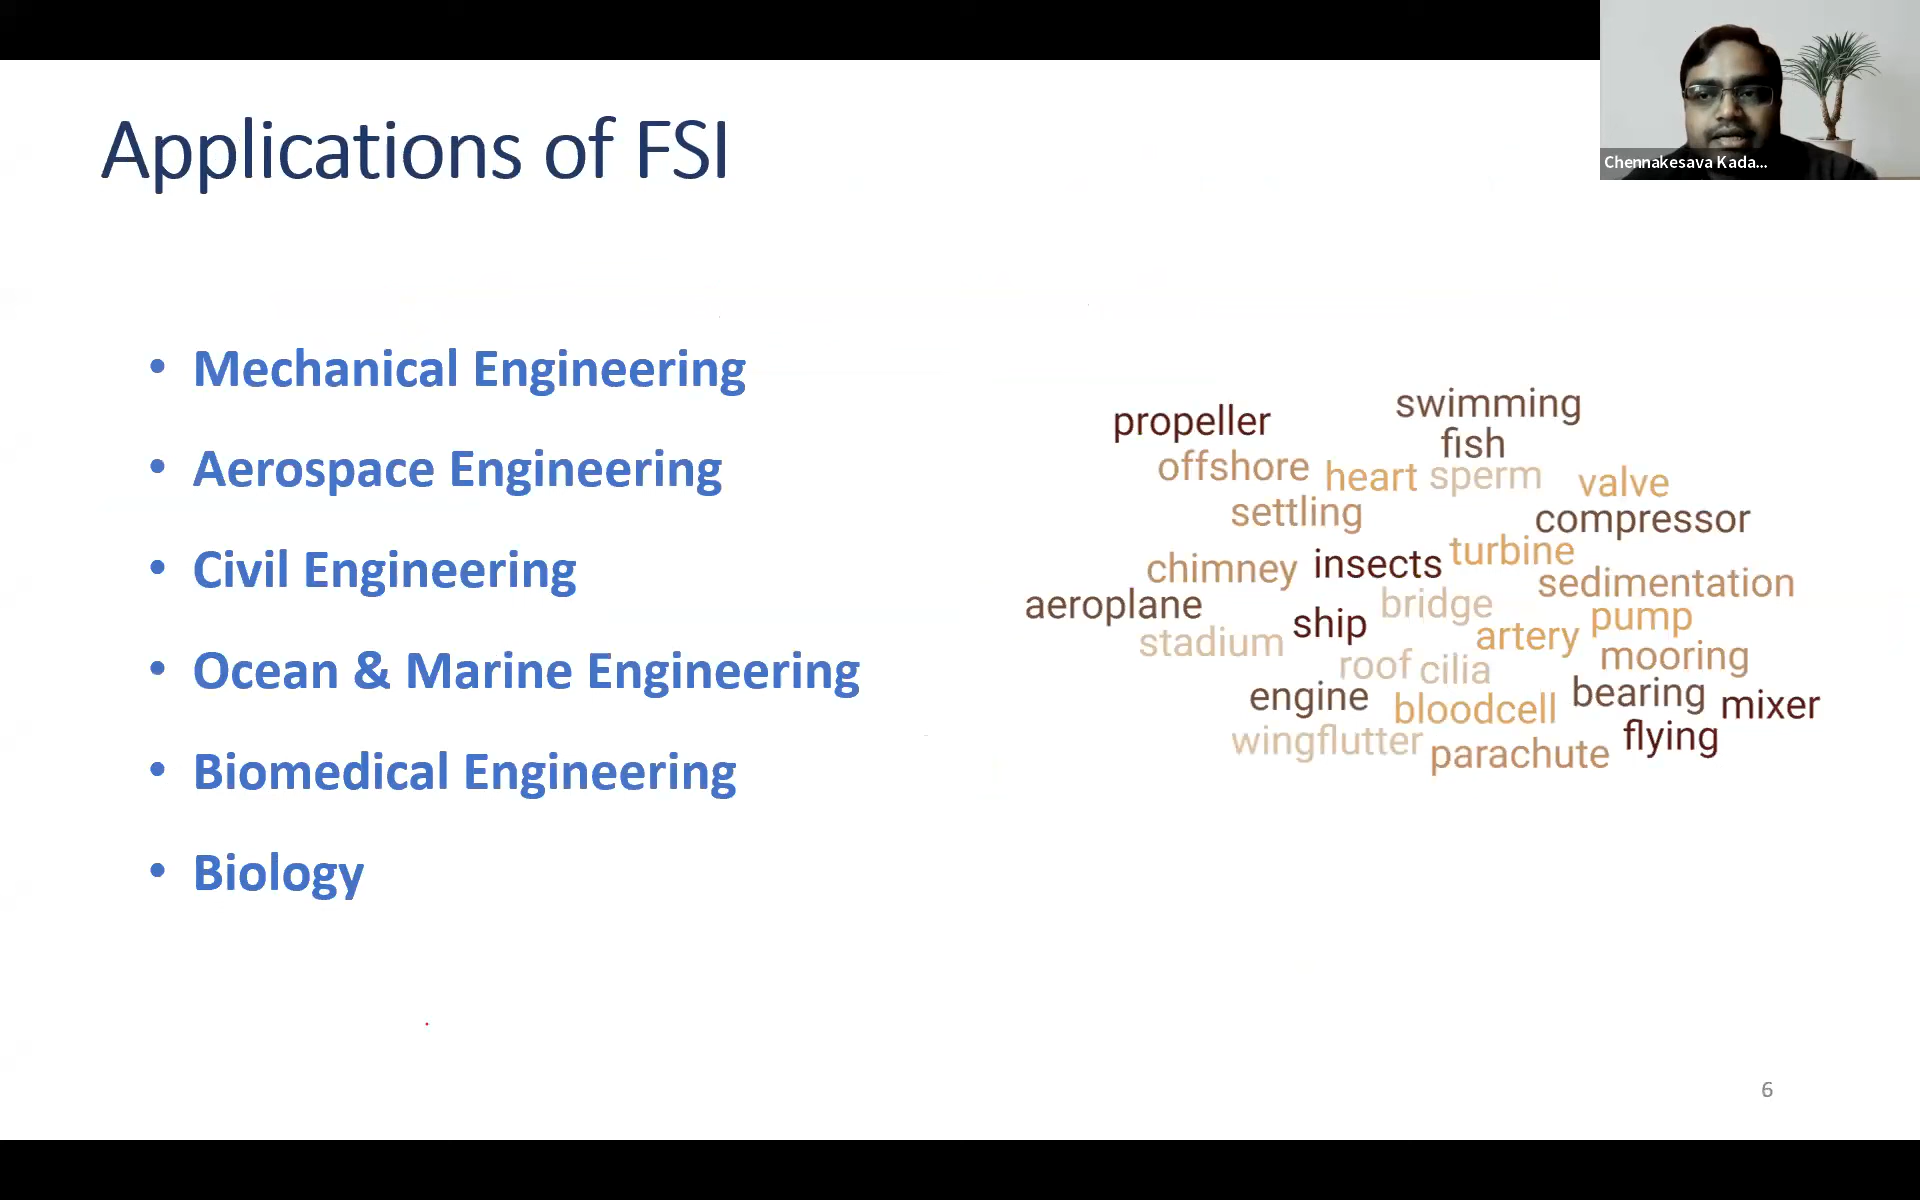 Applications of FSI
Chennakesava Kada...
• Mechanical Engineering
• Aerospace Engineering
• Civil Engineering
• Ocean & Marine Engineering
• Biomedical Engineering
• Biology
swimming
propeller
fish
offshore heart sperm valve
settling
compressor
turbine
chimney insects
sedimentation
aeroplane bridge
pump
ship
stadium artery
mooring
roof cilia
engine bloodcell bearing mixer
wingflutter parachute flying
6